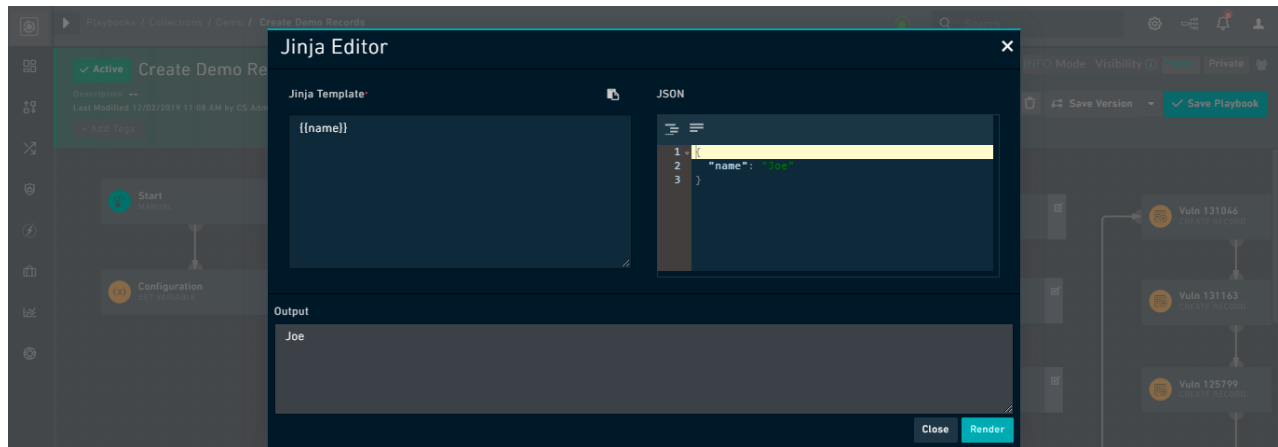 Playbooks / Collections / Demo / Create Demo Records
Search
Jinja Editor
Active
Create Demo Re
INFO Mode
Visibility
Private
Description --
Last Modified 12/02/2019 11:08 AM by CS Adm
+ Add Tags
Save Version
Save Playbook
Jinja Template*
JSON
{{name}}
1 {
2 "name": "Joe"
3 }
Start
MANUAL
Configuration
SET VARIABLE
Vuln 131046
CREATE RECORD
Vuln 131163
CREATE RECORD
Vuln 125799
CREATE RECORD
Output
Joe
Close
Render